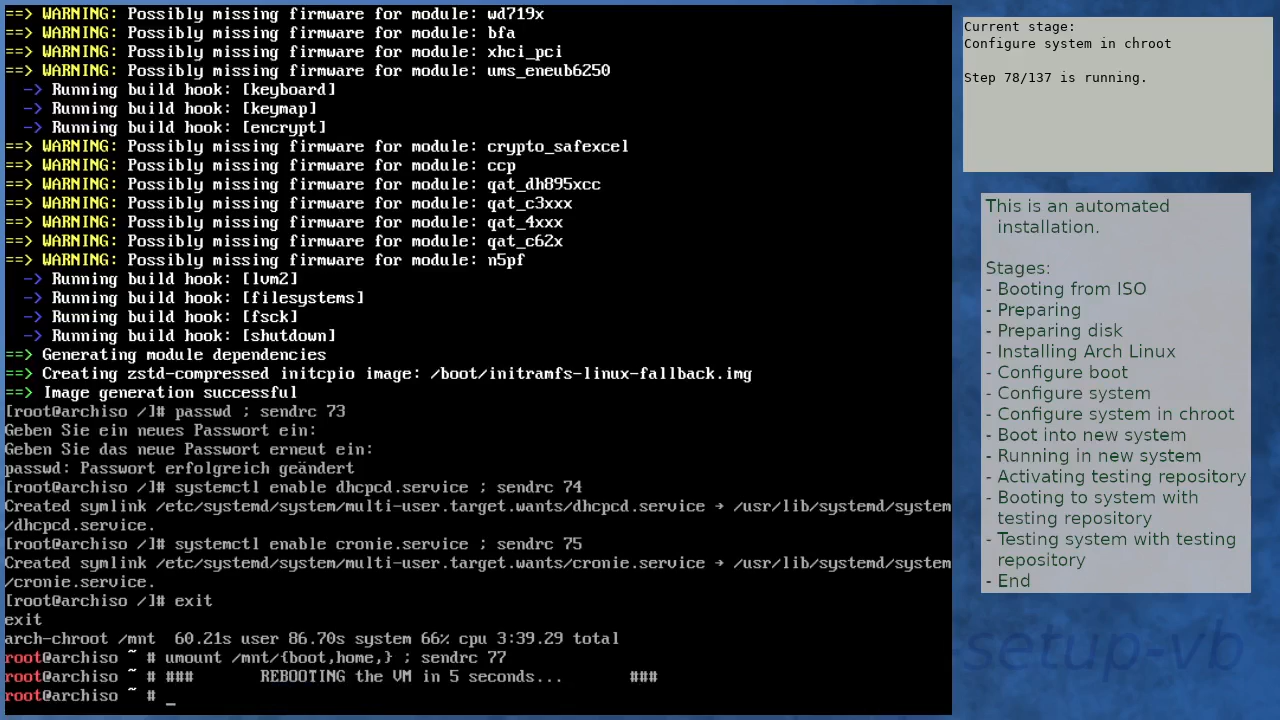 ==> WARNING: Possibly missing firmware for module: wd719x
==> WARNING: Possibly missing firmware for module: bfa
==> WARNING: Possibly missing firmware for module: xhci_pci
==> WARNING: Possibly missing firmware for module: ums_eneub6250
-> Running build hook: [keyboard]
-> Running build hook: [keymap]
-> Running build hook: [encrypt]
==> WARNING: Possibly missing firmware for module: crypto_safexcel
==> WARNING: Possibly missing firmware for module: ccp
==> WARNING: Possibly missing firmware for module: qat_dh895xcc
==> WARNING: Possibly missing firmware for module: qat_c3xxx
==> WARNING: Possibly missing firmware for module: qat_4xxx
==> WARNING: Possibly missing firmware for module: qat_c62x
==> WARNING: Possibly missing firmware for module: n5pf
-> Running build hook: [lvm2]
-> Running build hook: [filesystems]
-> Running build hook: [fsck]
-> Running build hook: [shutdown]
==> Generating module dependencies
==> Creating zstd-compressed initcpio image: /boot/initramfs-linux-fallback.img
==> Image generation successful
[root@archiso /]# passwd ; sendrc 73
Geben Sie ein neues Passwort ein:
Geben Sie das neue Passwort erneut ein:
passwd: Passwort erfolgreich geändert
[root@archiso /]# systemctl enable dhcpcd.service ; sendrc 74
Created symlink /etc/systemd/system/multi-user.target.wants/dhcpcd.service → /usr/lib/systemd/system
/dhcpcd.service.
[root@archiso /]# systemctl enable cronie.service ; sendrc 75
Created symlink /etc/systemd/system/multi-user.target.wants/cronie.service → /usr/lib/systemd/system
/cronie.service.
[root@archiso /]# exit
exit
arch-chroot /mnt  60.21s user 86.70s system 66% cpu 3:39.29 total
root@archiso ~ # umount /mnt/{boot,home,} ; sendrc 77
root@archiso ~ # ###       REBOOTING the VM in 5 seconds...       ###
root@archiso ~ # _
Current stage:
Configure system in chroot
Step 78/137 is running.
This is an automated
installation.
Stages:
- Booting from ISO
- Preparing
- Preparing disk
- Installing Arch Linux
- Configure boot
- Configure system
- Configure system in chroot
- Boot into new system
- Running in new system
- Activating testing repository
- Booting to system with
testing repository
- Testing system with testing
repository
- End
setup-vb